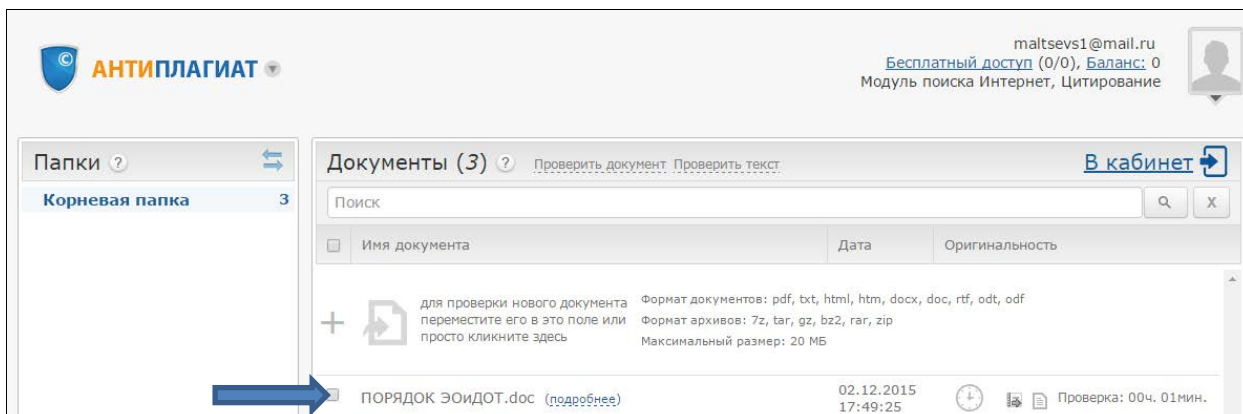 maltsevs1@mail.ru
Бесплатный доступ (0/0), Баланс: 0
Модуль поиска Интернет, Цитирование
© АНТИПЛАГИАТ
Папки ?
Корневая папка 3
Документы (3) ? Проверить документ Проверить текст В кабинет
Поиск X
Имя документа Дата Оригинальность
для проверки нового документа
переместите его в это поле или
просто кликните здесь
Формат документов: pdf, txt, html, htm, docx, doc, rtf, odt, odf
Формат архивов: 7z, tar, gz, bz2, rar, zip
Максимальный размер: 20 МБ
ПОРЯДОК ЭОиДОТ.doc (подробнее)
02.12.2015
17:49:25
Проверка: 00ч. 01мин.